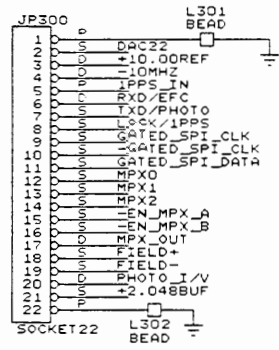 L301
BEAD
JP300
1 P
2 S DAC22
3 D +10.00REF
4 D -10MHZ
5 P 1PPS_IN
6 C RXD/EFC
7 D TXD/PHOTO
8 S LOCK/1PPS
9 S GATED_SPI_CLK
10 S -GATED_SPI_CLK
11 S GATED_SPI_DATA
12 S MPX0
13 S MPX1
14 S MPX2
15 S -EN_MPX_A
16 S -EN_MPX_B
17 D MPX_OUT
18 S FIELD+
19 S FIELD-
20 D PHOTO_I/V
21 S +2.048BUF
22 P
SOCKET22
L302
BEAD